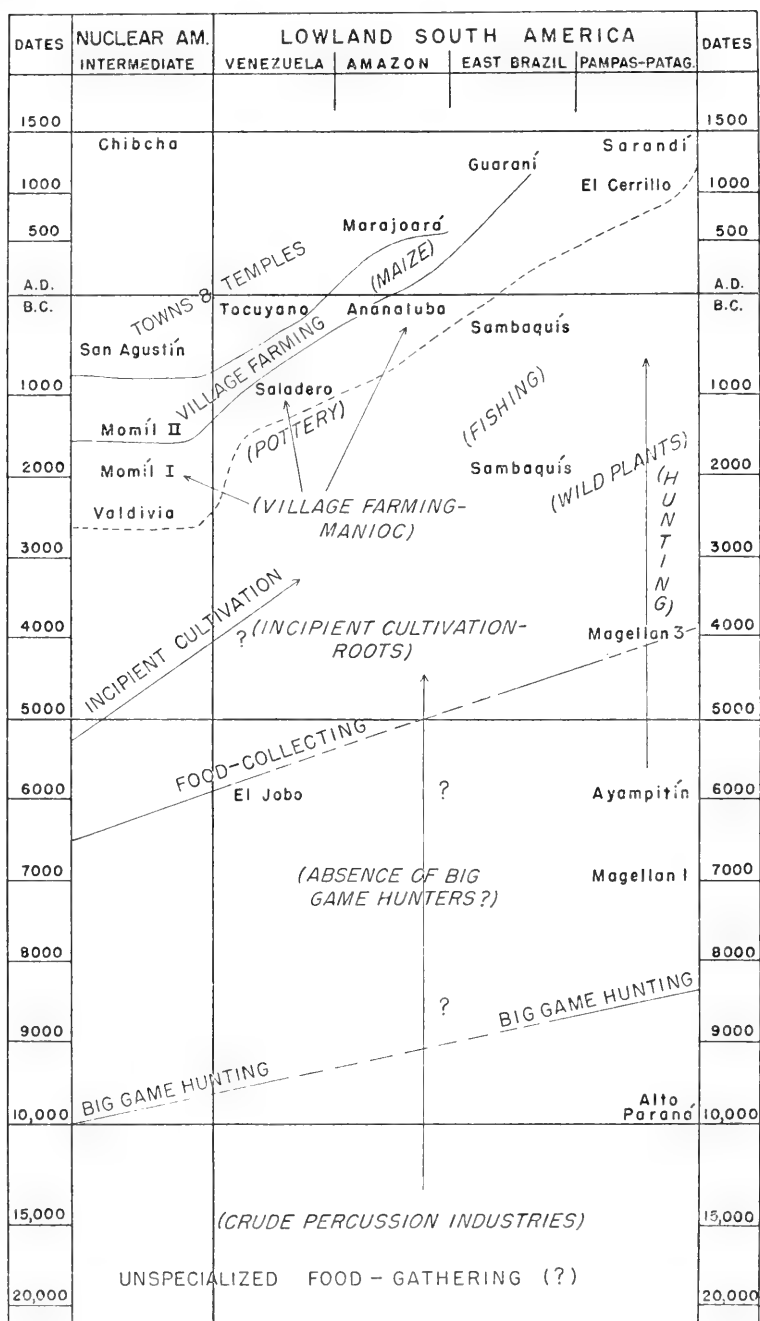 DATES NUCLEAR AM. LOWLAND SOUTH AMERICA DATES
INTERMEDIATE VENEZUELA AMAZON EAST BRAZIL PAMPAS-PATAG.
1500 1500
Chibcha Sarandí
Guaraní
1000 El Cerrillo 1000
500 Marajoará 500
(MAIZE)
A.D. TOWNS & TEMPLES A.D.
B.C. Tocuyano Ananatuba B.C.
San Agustín Sambaquís
VILLAGE FARMING
1000 Saladero 1000
(POTTERY) (FISHING)
Momíl II
Momíl I Sambaquís
2000 (WILD PLANTS) 2000
(HUNTING)
Valdivia (VILLAGE FARMING-
MANIOC)
3000 3000
INCIPIENT CULTIVATION
4000 ? (INCIPIENT CULTIVATION- Magellan 3 4000
ROOTS)
5000 5000
FOOD-COLLECTING
6000 El Jobo ? Ayampitín 6000
7000 (ABSENCE OF BIG Magellan 1 7000
GAME HUNTERS?)
8000 8000
? BIG GAME HUNTING
9000 9000
BIG GAME HUNTING
Alto
10,000 Paraná 10,000
15,000 (CRUDE PERCUSSION INDUSTRIES) 15,000
UNSPECIALIZED FOOD-GATHERING (?)
20,000 20,000